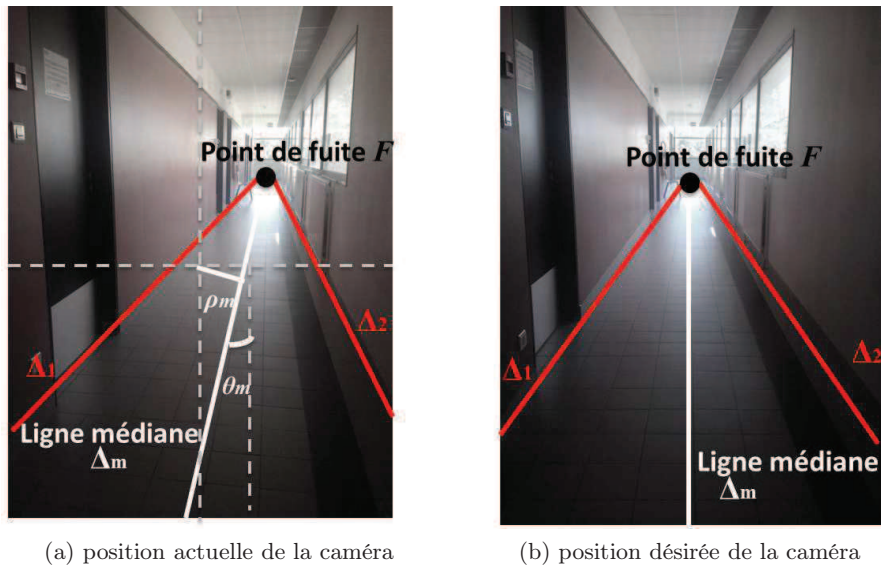 Point de fuite F
ρm
Δ2
Δ1
θm
Ligne médiane
Δm
Point de fuite F
Δ1
Δ2
Ligne médiane
Δm
(a) position actuelle de la caméra
(b) position désirée de la caméra